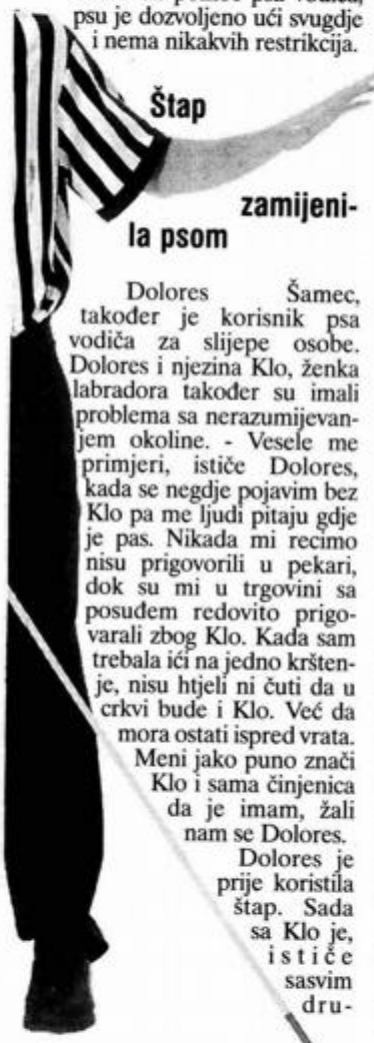 psu je dozvoljeno ući svugdje
i nema nikakvih restrikcija.
Štap
zamijeni-
la psom
Dolores Šamec,
također je korisnik psa
vodiča za slijepe osobe.
Dolores i njezina Klo, ženka
labradora također su imali
problema sa nerazumijevan-
jem okoline. - Vesele me
primjeri, ističe Dolores,
kada se negdje pojavim bez
Klo pa me ljudi pitaju gdje
je pas. Nikada mi recimo
nisu prigovorili u pekari,
dok su mi u trgovini sa
posuđem redovito prigo-
varali zbog Klo. Kada sam
trebala ići na jedno kršten-
je, nisu htjeli ni čuti da u
crkvi bude i Klo. Već da
mora ostati ispred vrata.
Meni jako puno znači
Klo i sama činjenica
da je imam, žali
nam se Dolores.
Dolores je
prije koristila
štap. Sada
sa Klo je,
ističe
sasvim
dru-